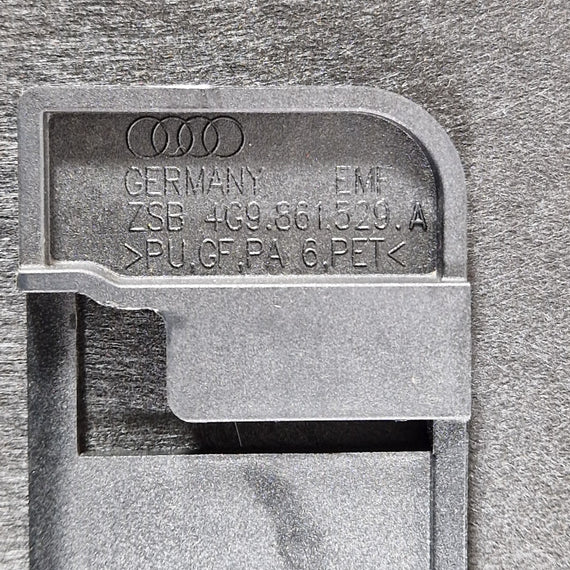 GERMANY EMF
ZSB 4G9.861.529.A
>PU,GF,PA 6,PET<